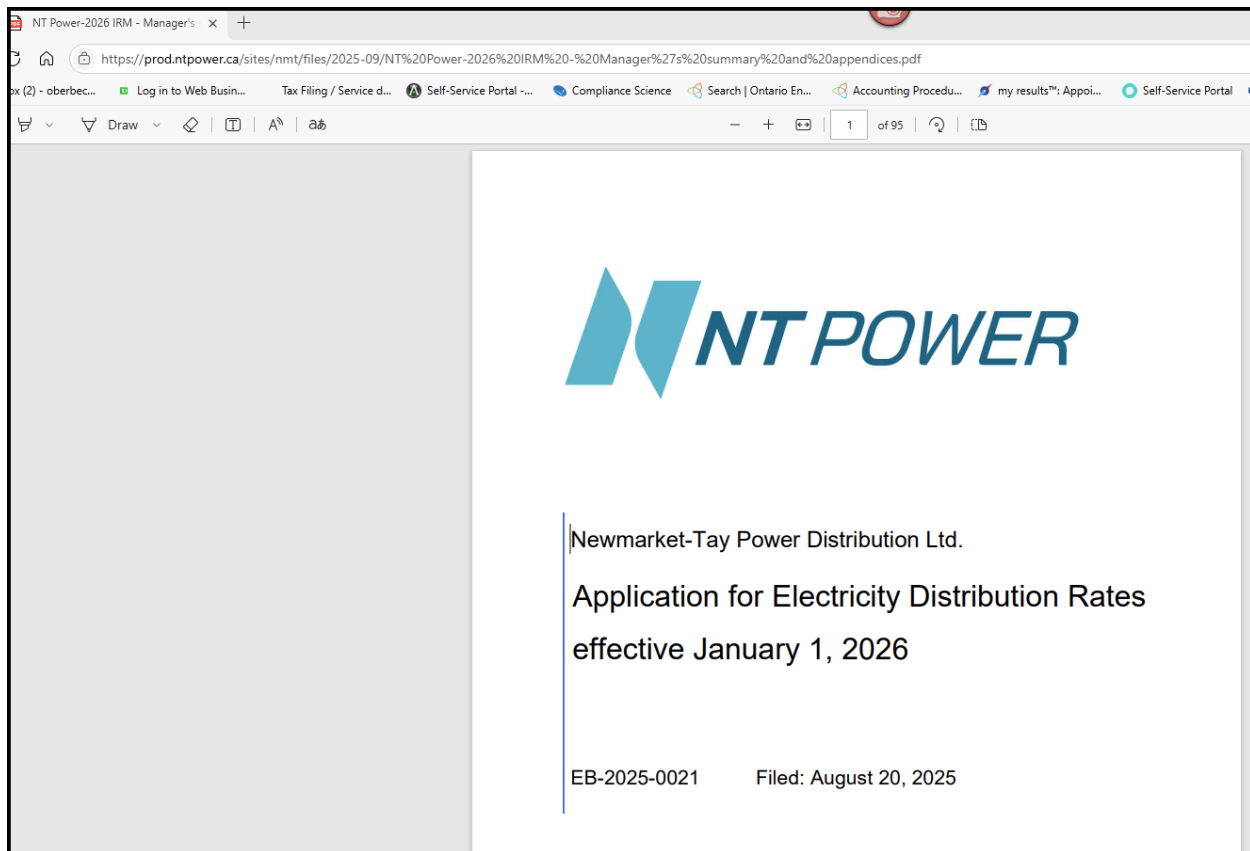 NT Power-2026 IRM - Manager's
https://prod.ntpower.ca/sites/nmt/files/2025-09/NT%20Power-2026%20IRM%20-%20Manager%27s%20summary%20and%20appendices.pdf
(2) - oberbec... Log in to Web Busin... Tax Filing / Service d... Self-Service Portal -... Compliance Science Search | Ontario En... Accounting Procedu... my results™: Appoi... Self-Service Portal
Draw 1 of 95
NT POWER
Newmarket-Tay Power Distribution Ltd.
Application for Electricity Distribution Rates
effective January 1, 2026
EB-2025-0021 Filed: August 20, 2025